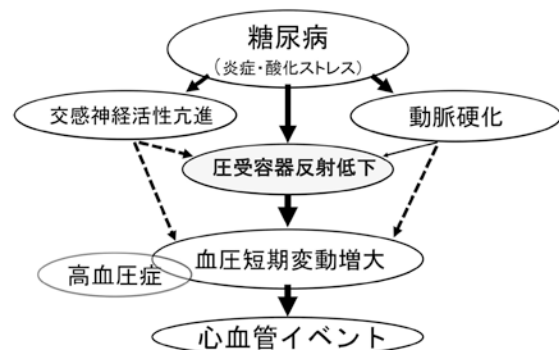 糖尿病
(炎症・酸化ストレス)
交感神経活性亢進
動脈硬化
圧受容器反射低下
血圧短期変動増大
高血圧症
心血管イベント